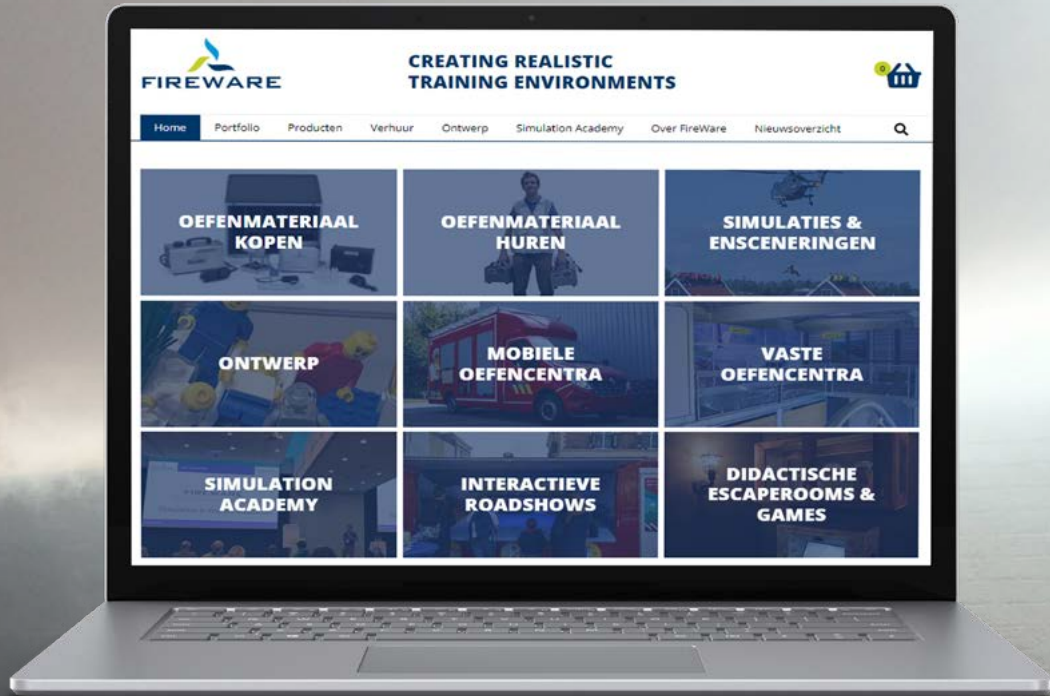 FIREWARE
CREATING REALISTIC
TRAINING ENVIRONMENTS
0
Home Portfolio Producten Verhuur Ontwerp Simulation Academy Over FireWare Nieuwsoverzicht
OEFENMATERIAAL
KOPEN
OEFENMATERIAAL
HUREN
SIMULATIES &
ENSCENERINGEN
ONTWERP
MOBIELE
OEFENCENTRA
VASTE
OEFENCENTRA
SIMULATION
ACADEMY
INTERACTIEVE
ROADSHOWS
DIDACTISCHE
ESCAPEROOMS &
GAMES